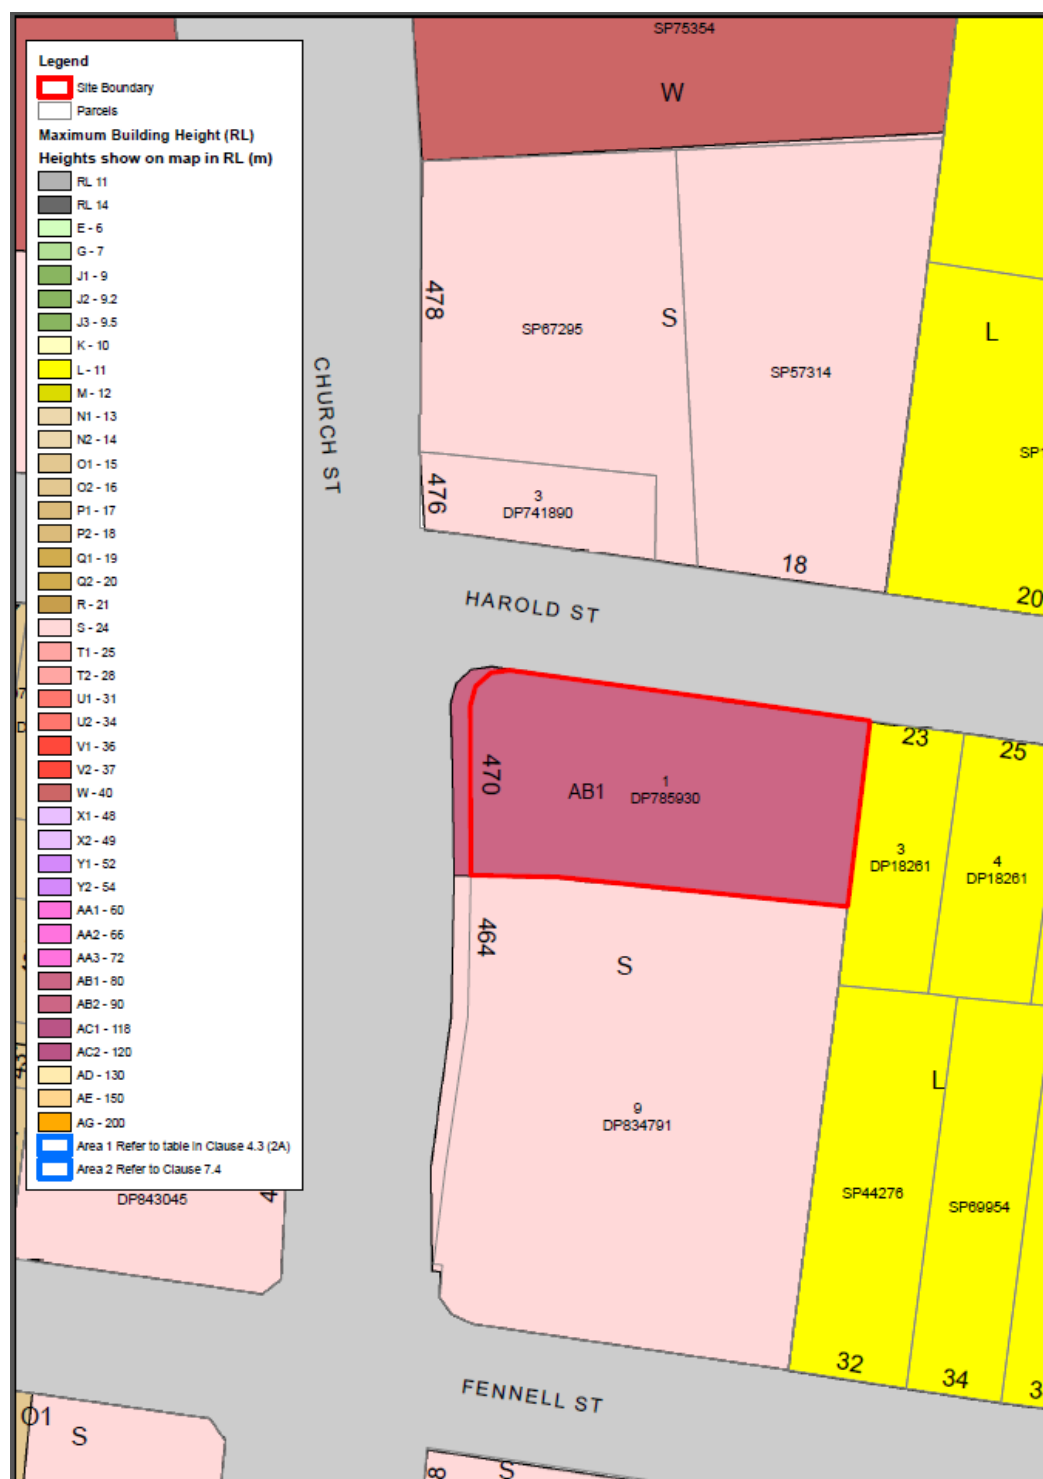 Legend
Site Boundary
Parcels
Maximum Building Height (RL)
Heights show on map in RL (m)
RL 11
RL 14
E - 6
G - 7
J1 - 9
J2 - 9.2
J3 - 9.5
K - 10
L - 11
M - 12
N1 - 13
N2 - 14
O1 - 15
O2 - 16
P1 - 17
P2 - 18
Q1 - 19
Q2 - 20
R - 21
S - 24
T1 - 25
T2 - 28
U1 - 31
U2 - 34
V1 - 36
V2 - 37
W - 40
X1 - 48
X2 - 49
Y1 - 52
Y2 - 54
AA1 - 60
AA2 - 66
AA3 - 72
AB1 - 80
AB2 - 90
AC1 - 118
AC2 - 120
AD - 130
AE - 150
AG - 200
Area 1 Refer to table in Clause 4.3 (2A)
Area 2 Refer to Clause 7.4
SP75354
W
478
SP67295
S
SP57314
L
CHURCH ST
476
3
DP741890
18
20
HAROLD ST
23
25
470
AB1
1
DP785930
3
DP18261
4
DP18261
464
S
L
9
DP834791
SP44276
SP69954
DP843045
32
34
FENNELL ST
O1
S
S